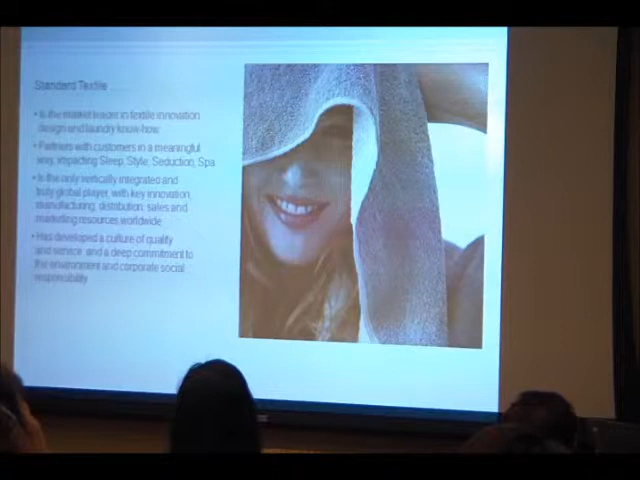 Standard Textile
• Is the market leader in textile innovation
design and laundry know-how
• Partners with customers in a meaningful
way, impacting Sleep, Style, Seduction, Spa
• Is the only vertically integrated and
truly global player, with key innovation,
manufacturing, distribution, sales and
marketing resources worldwide
• Has developed a culture of quality
and service, and a deep commitment to
the environment and corporate social
responsibility